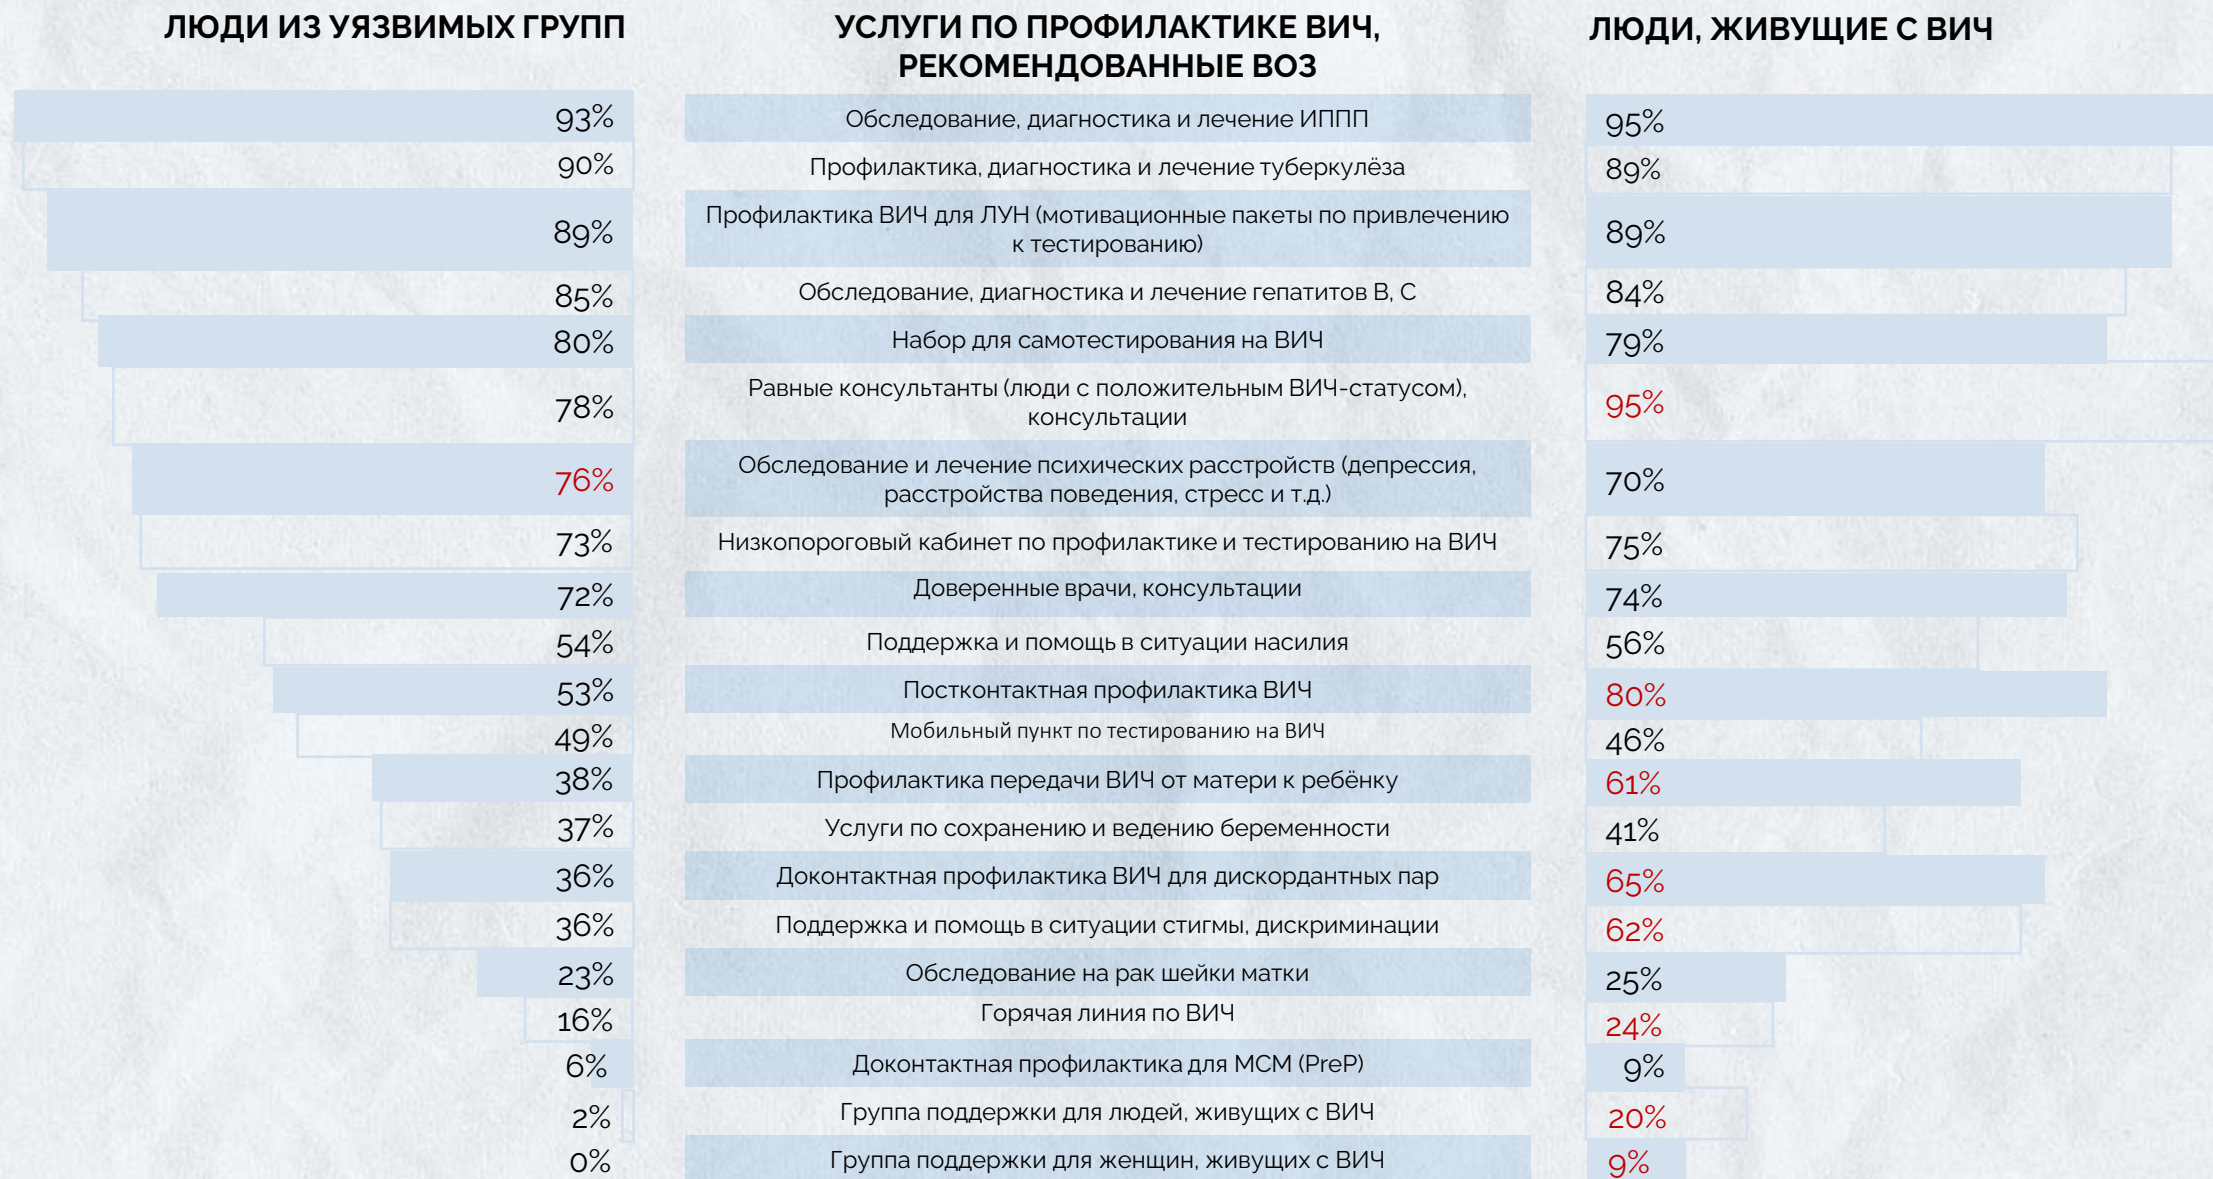 ЛЮДИ ИЗ УЯЗВИМЫХ ГРУПП
УСЛУГИ ПО ПРОФИЛАКТИКЕ ВИЧ,
РЕКОМЕНДОВАННЫЕ ВОЗ
ЛЮДИ, ЖИВУЩИЕ С ВИЧ
93%
Обследование, диагностика и лечение ИППП
95%
90%
Профилактика, диагностика и лечение туберкулёза
89%
89%
Профилактика ВИЧ для ЛУН (мотивационные пакеты по привлечению
к тестированию)
89%
85%
Обследование, диагностика и лечение гепатитов В, С
84%
80%
Набор для самотестирования на ВИЧ
79%
78%
Равные консультанты (люди с положительным ВИЧ-статусом),
консультации
95%
76%
Обследование и лечение психических расстройств (депрессия,
расстройства поведения, стресс и т.д.)
70%
73%
Низкопороговый кабинет по профилактике и тестированию на ВИЧ
75%
72%
Доверенные врачи, консультации
74%
54%
Поддержка и помощь в ситуации насилия
56%
53%
Постконтактная профилактика ВИЧ
80%
49%
Мобильный пункт по тестированию на ВИЧ
46%
38%
Профилактика передачи ВИЧ от матери к ребёнку
61%
37%
Услуги по сохранению и ведению беременности
41%
36%
Доконтактная профилактика ВИЧ для дискордантных пар
65%
36%
Поддержка и помощь в ситуации стигмы, дискриминации
62%
23%
Обследование на рак шейки матки
25%
16%
Горячая линия по ВИЧ
24%
6%
Доконтактная профилактика для МСМ (PreP)
9%
2%
Группа поддержки для людей, живущих с ВИЧ
20%
0%
Группа поддержки для женщин, живущих с ВИЧ
9%